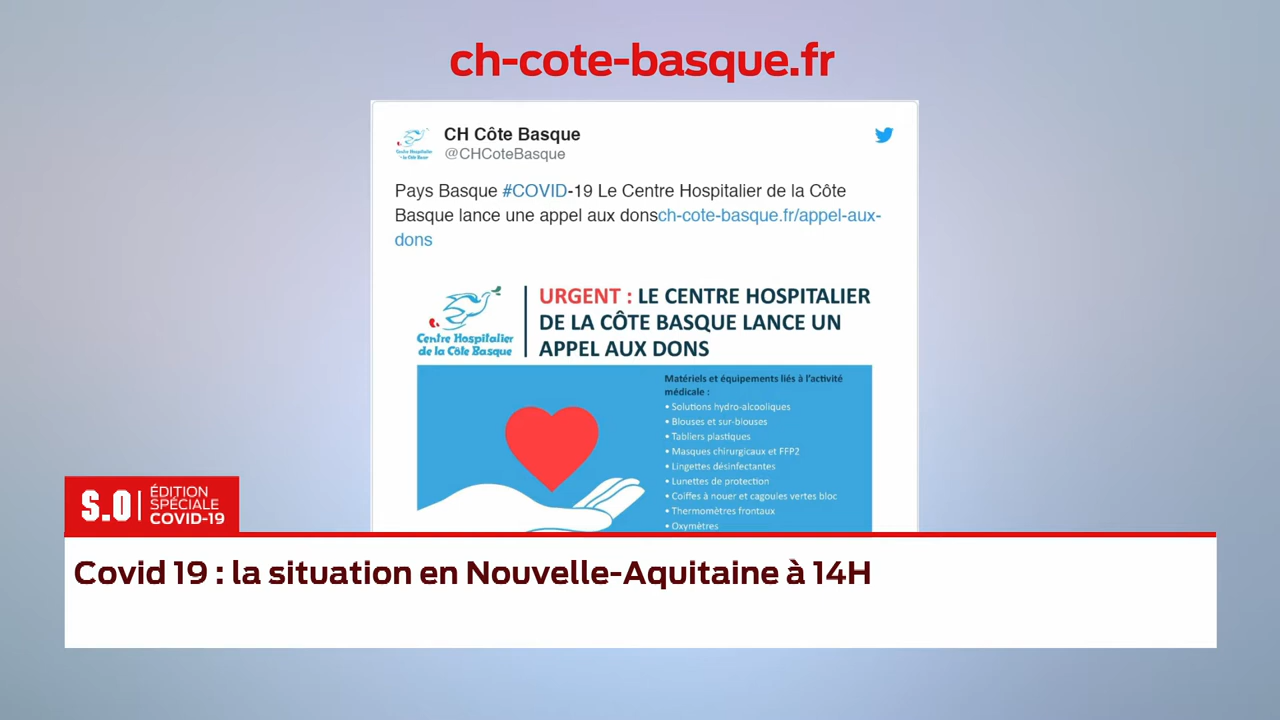 ch-cote-basque.fr
CH Côte Basque
@CHCoteBasque
Pays Basque #COVID-19 Le Centre Hospitalier de la Côte
Basque lance une appel aux donsch-cote-basque.fr/appel-aux-
dons
Centre Hospitalier
de la Côte Basque
URGENT : LE CENTRE HOSPITALIER
DE LA CÔTE BASQUE LANCE UN
APPEL AUX DONS
Matériels et équipements liés à l'activité
médicale :
• Solutions hydro-alcooliques
• Blouses et sur-blouses
• Tabliers plastiques
• Masques chirurgicaux et FFP2
• Lingettes désinfectantes
• Lunettes de protection
• Coiffes à nouer et cagoules vertes bloc
• Thermomètres frontaux
• Oxymètres
S.O
ÉDITION
SPÉCIALE
COVID-19
Covid 19 : la situation en Nouvelle-Aquitaine à 14H